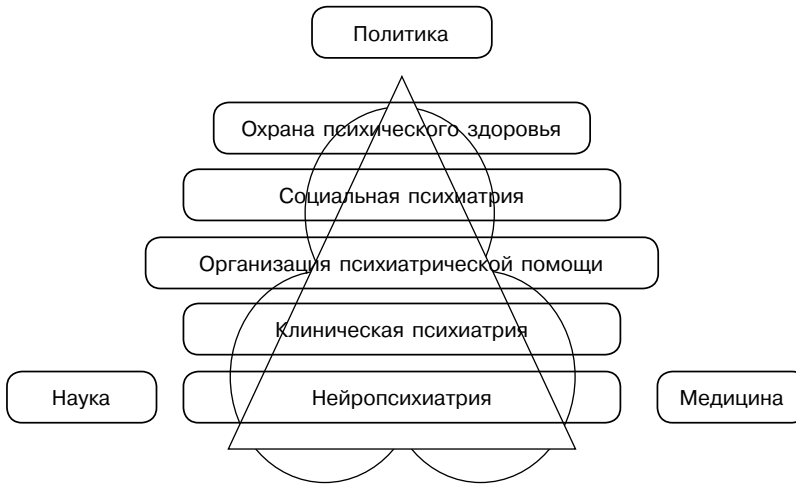 Политика
Охрана психического здоровья
Социальная психиатрия
Организация психиатрической помощи
Клиническая психиатрия
Наука
Нейропсихиатрия
Медицина